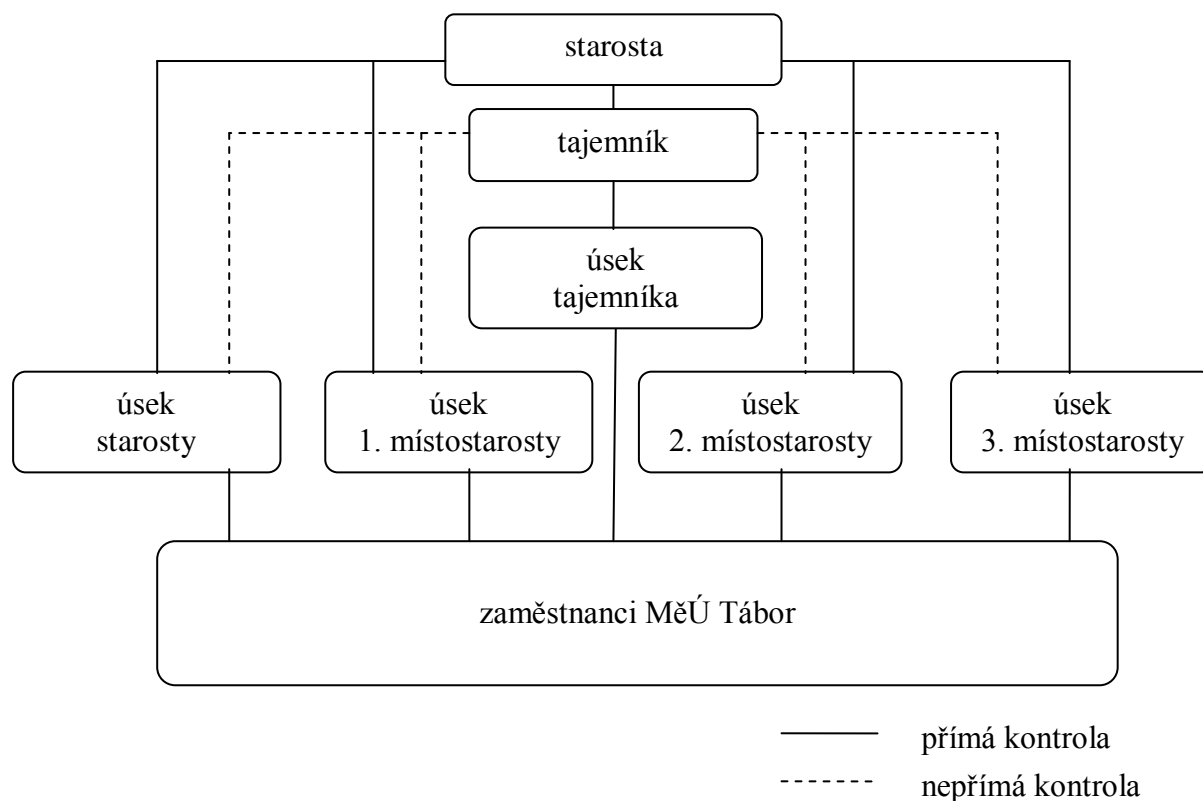 starosta
tajemník
úsek
tajemníka
úsek
starosty
úsek
1. místostarosty
úsek
2. místostarosty
úsek
3. místostarosty
zaměstnanci MěÚ Tábor
přímá kontrola
nepřímá kontrola